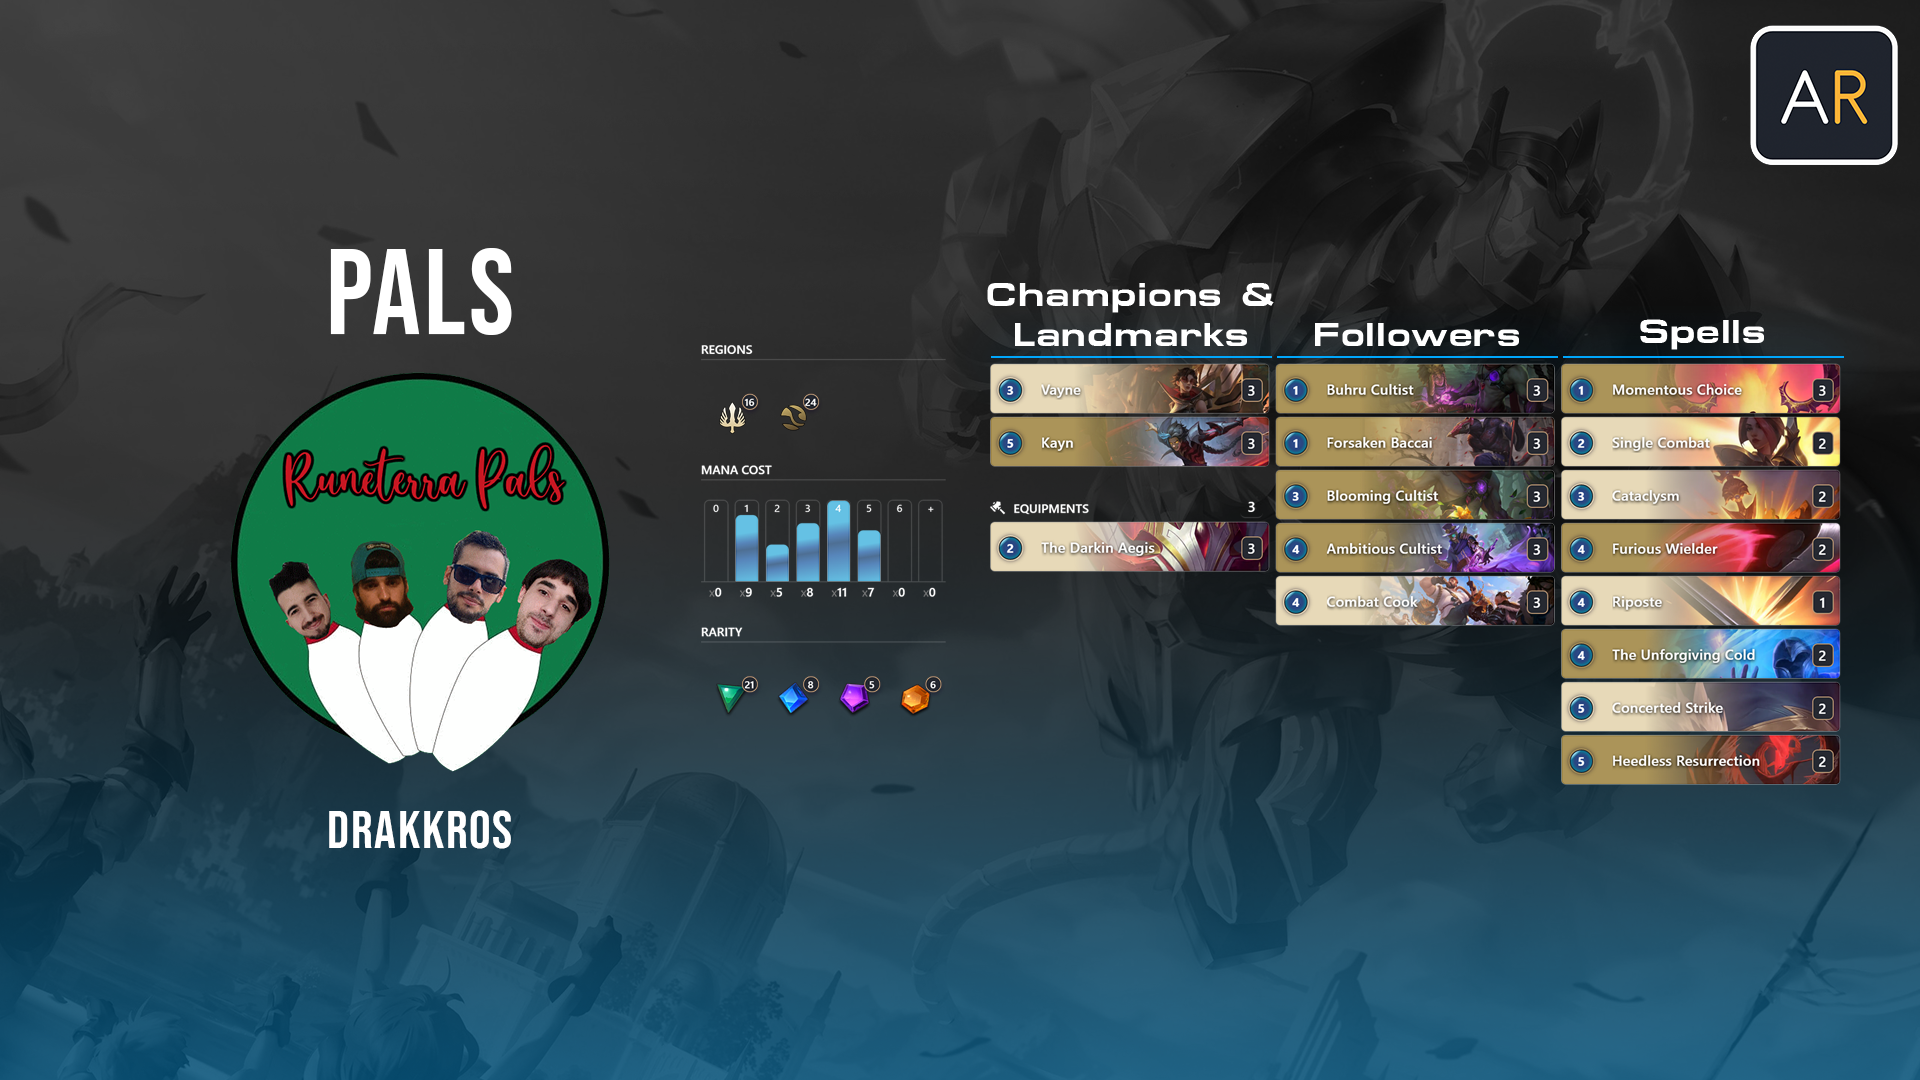 AR
PALS
Runeterra Pals
DRAKKROS
REGIONS
16 24
MANA COST
0 1 2 3 4 5 6 +
x0 x9 x5 x8 x11 x7 x0 x0
RARITY
21 8 5 6
Champions &
Landmarks
3 Vayne 3
5 Kayn 3
EQUIPMENTS 3
2 The Darkin Aegis 3
Followers
1 Buhru Cultist 3
1 Forsaken Baccai 3
3 Blooming Cultist 3
4 Ambitious Cultist 3
4 Combat Cook 3
Spells
1 Momentous Choice 3
2 Single Combat 2
3 Cataclysm 2
4 Furious Wielder 2
4 Riposte 1
4 The Unforgiving Cold 2
5 Concerted Strike 2
5 Heedless Resurrection 2